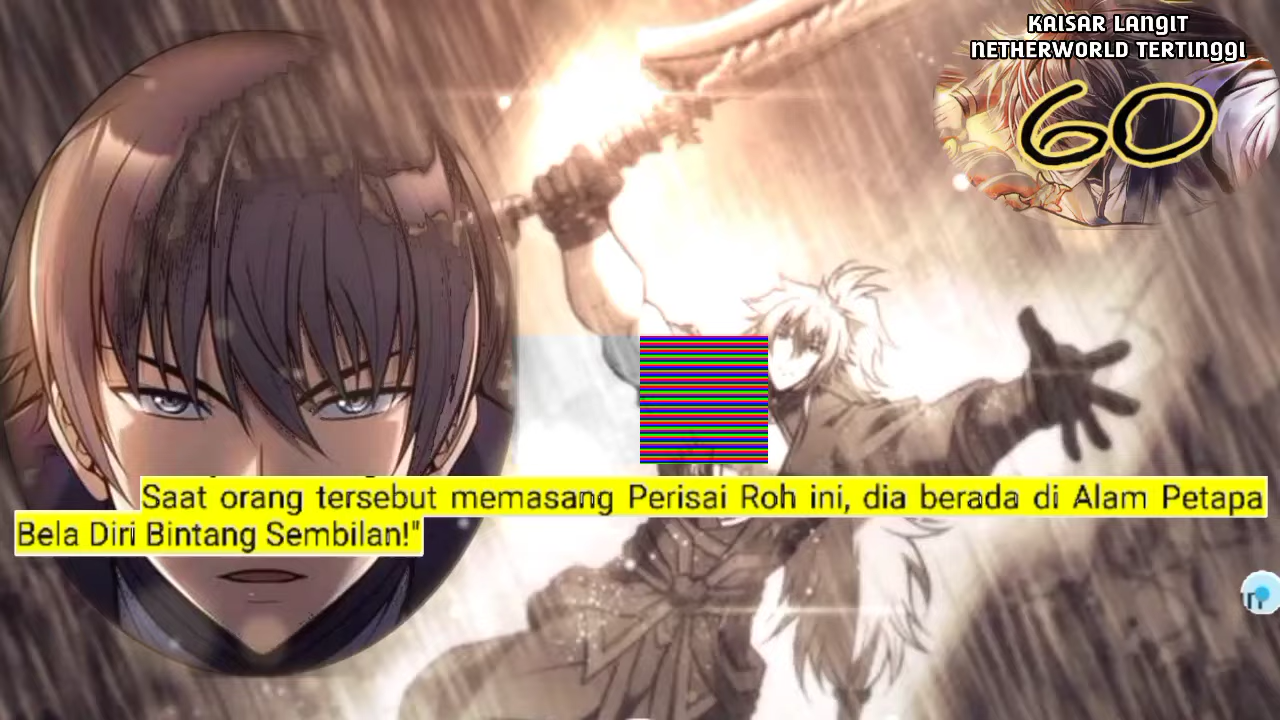 KAISAR LANGIT
NETHERWORLD TERTINGGI
60
Saat orang tersebut memasang Perisai Roh ini, dia berada di Alam Petapa
Bela Diri Bintang Sembilan!"